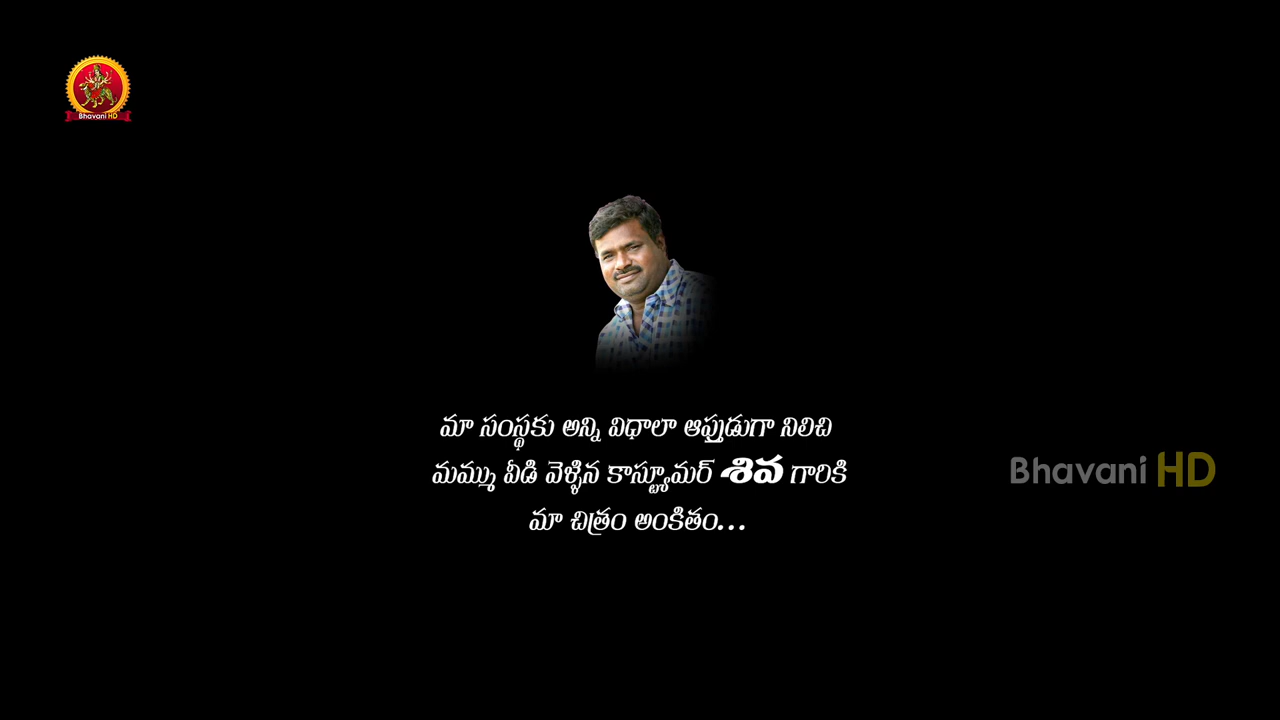 Bhavani HD
మా సంస్థకు అన్ని విధాలా ఆప్తుడుగా నిలిచి
మమ్ము వీడి వెళ్ళిన కాస్ట్యూమర్ శివ గారికి
మా చిత్రం అంకితం...
Bhavani HD